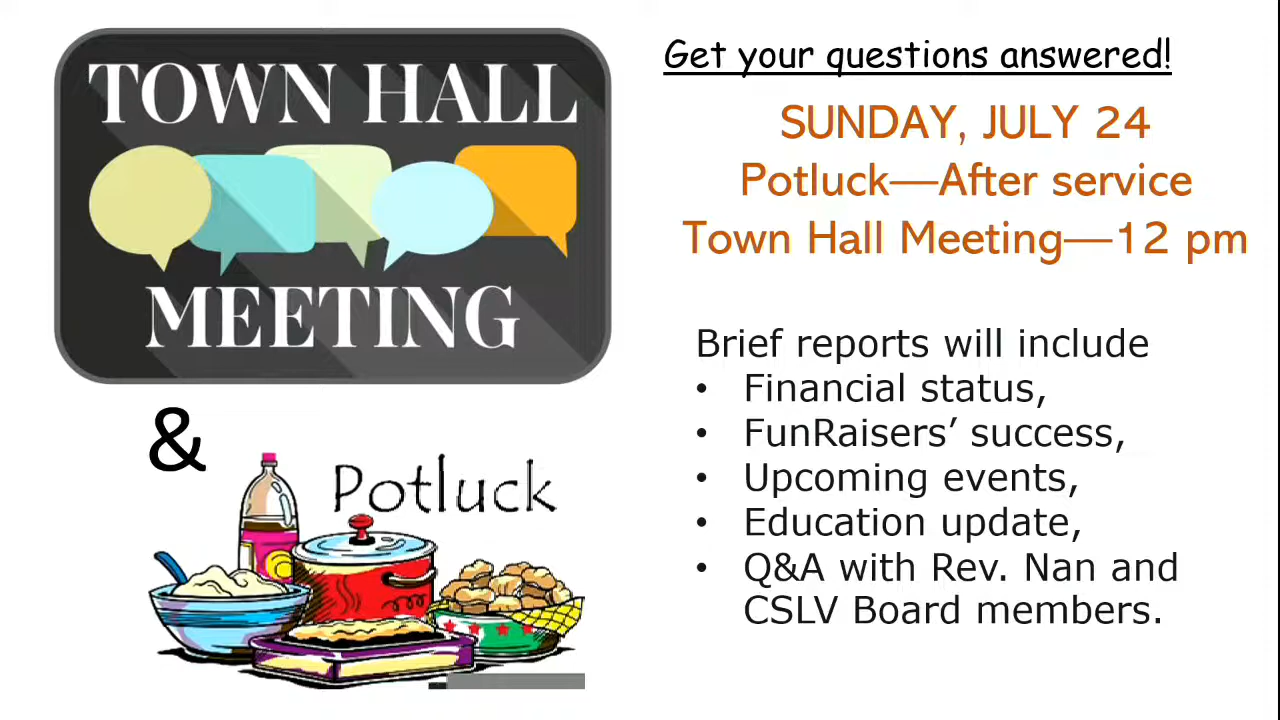 TOWN HALL
MEETING
&
Potluck
Get your questions answered!
SUNDAY, JULY 24
Potluck—After service
Town Hall Meeting—12 pm
Brief reports will include
• Financial status,
• FunRaisers’ success,
• Upcoming events,
• Education update,
• Q&A with Rev. Nan and
CSLV Board members.